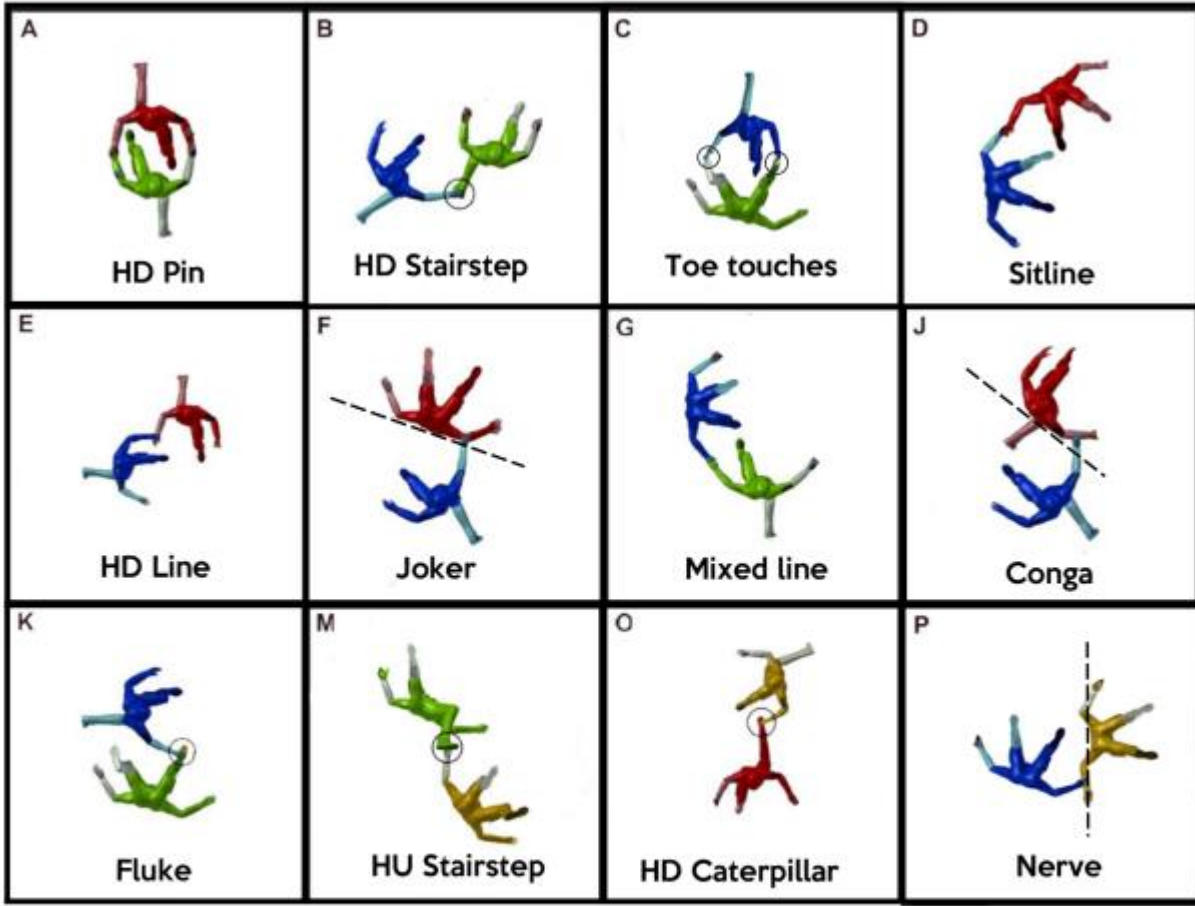 A
HD Pin
B
HD Stairstep
C
Toe touches
D
Sitline
E
HD Line
F
Joker
G
Mixed line
J
Conga
K
Fluke
M
HU Stairstep
O
HD Caterpillar
P
Nerve